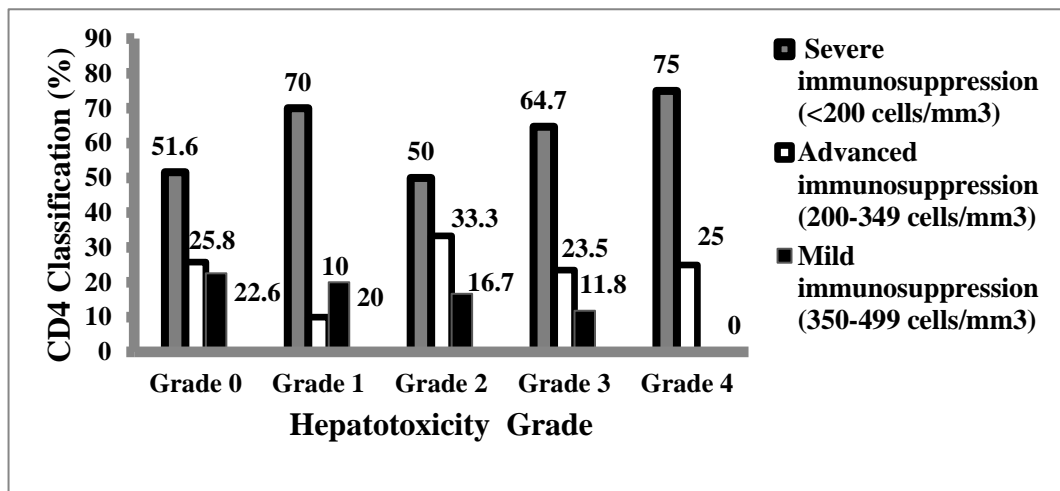 CD4 Classification (%)
90
80
70
60
50
40
30
20
10
0
51.6
25.8
22.6
70
10
20
50
33.3
16.7
64.7
23.5
11.8
75
25
0
Grade 0
Grade 1
Grade 2
Grade 3
Grade 4
Hepatotoxicity Grade
Severe
immunosuppression
(<200 cells/mm3)
Advanced
immunosuppression
(200-349 cells/mm3)
Mild
immunosuppression
(350-499 cells/mm3)